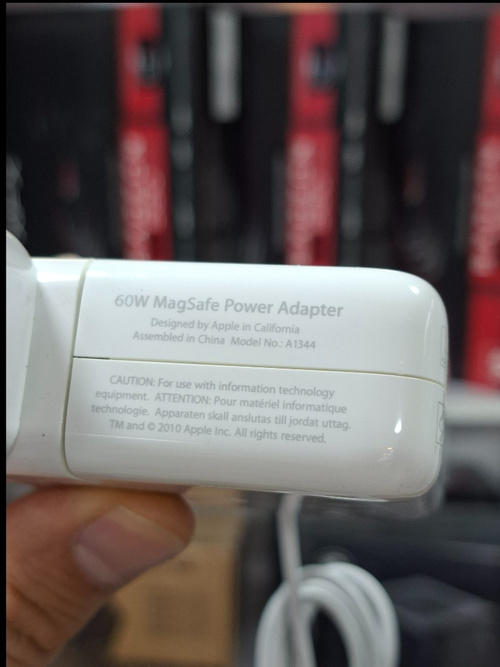 60W MagSafe Power Adapter
Designed by Apple in California
Assembled in China Model No.: A1344
CAUTION: For use with information technology
equipment. ATTENTION: Pour matériel informatique
technologie. Apparaten skall anslutas till jordat uttag.
TM and © 2010 Apple Inc. All rights reserved.